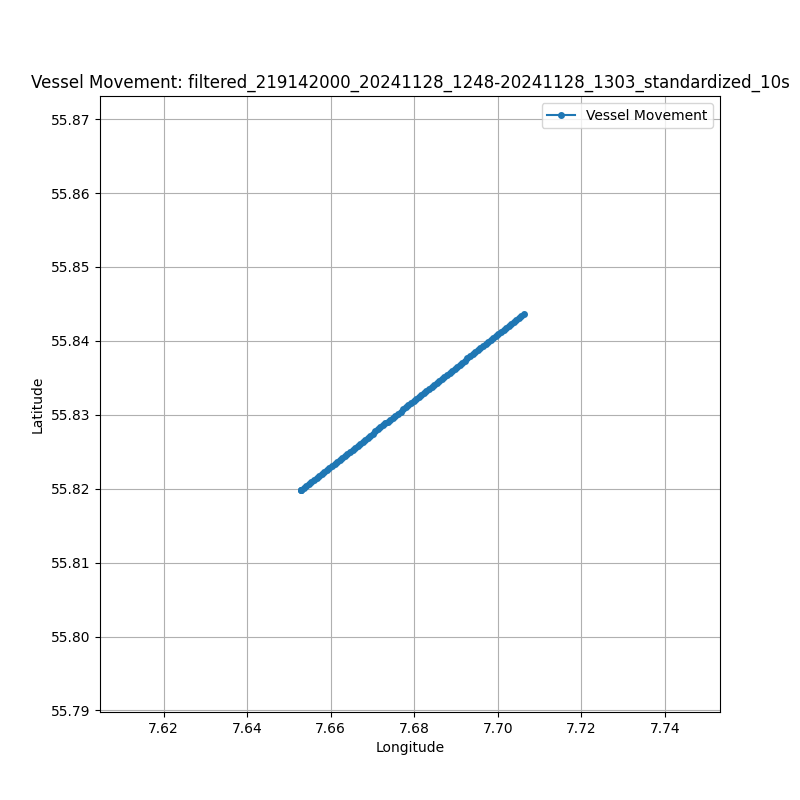 Vessel Movement: filtered_219142000_20241128_1248-20241128_1303_standardized_10s
Vessel Movement
55.87
55.86
55.85
55.84
55.83
55.82
55.81
55.80
55.79
Latitude
7.62 7.64 7.66 7.68 7.70 7.72 7.74
Longitude